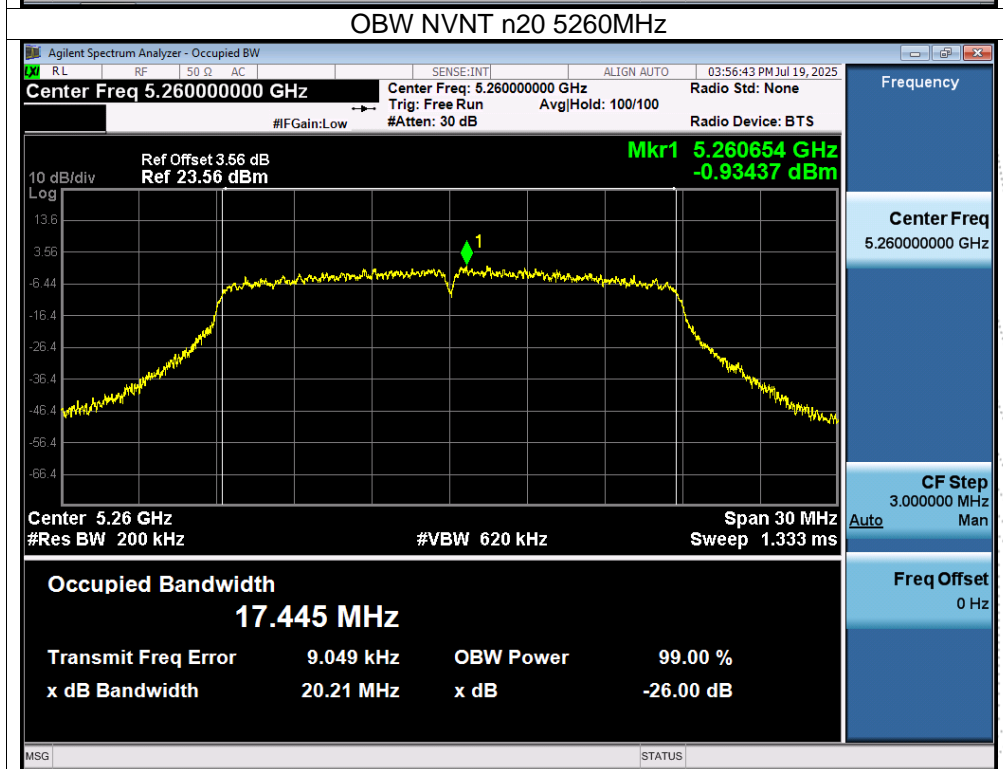 OBW NVNT n20 5260MHz
Agilent Spectrum Analyzer - Occupied BW
LXI RL RF 50 Ω AC SENSE:INT ALIGN AUTO 03:56:43 PM Jul 19, 2025
Center Freq 5.260000000 GHz
Center Freq: 5.260000000 GHz
Radio Std: None
Trig: Free Run Avg|Hold: 100/100
#IFGain:Low #Atten: 30 dB Radio Device: BTS
Mkr1 5.260654 GHz
-0.93437 dBm
Ref Offset 3.56 dB
10 dB/div Ref 23.56 dBm
Log
13.6
3.56
-6.44
-16.4
-26.4
-36.4
-46.4
-56.4
-66.4
1
Center 5.26 GHz Span 30 MHz
#Res BW 200 kHz #VBW 620 kHz Sweep 1.333 ms
Occupied Bandwidth
17.445 MHz
Transmit Freq Error 9.049 kHz OBW Power 99.00 %
x dB Bandwidth 20.21 MHz x dB -26.00 dB
MSG STATUS
Frequency
Center Freq
5.260000000 GHz
CF Step
3.000000 MHz
Auto Man
Freq Offset
0 Hz